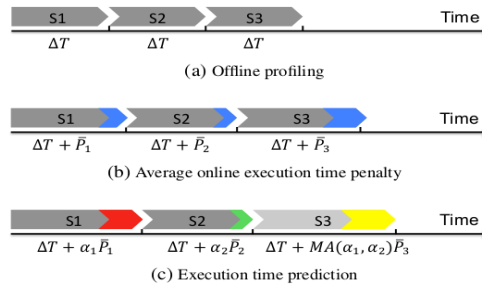 S1 S2 S3 Time
ΔT ΔT ΔT
(a) Offline profiling
S1 S2 S3 Time
ΔT + P̄₁ ΔT + P̄₂ ΔT + P̄₃
(b) Average online execution time penalty
S1 S2 S3 Time
ΔT + α₁P̄₁ ΔT + α₂P̄₂ ΔT + MA(α₁, α₂)P̄₃
(c) Execution time prediction